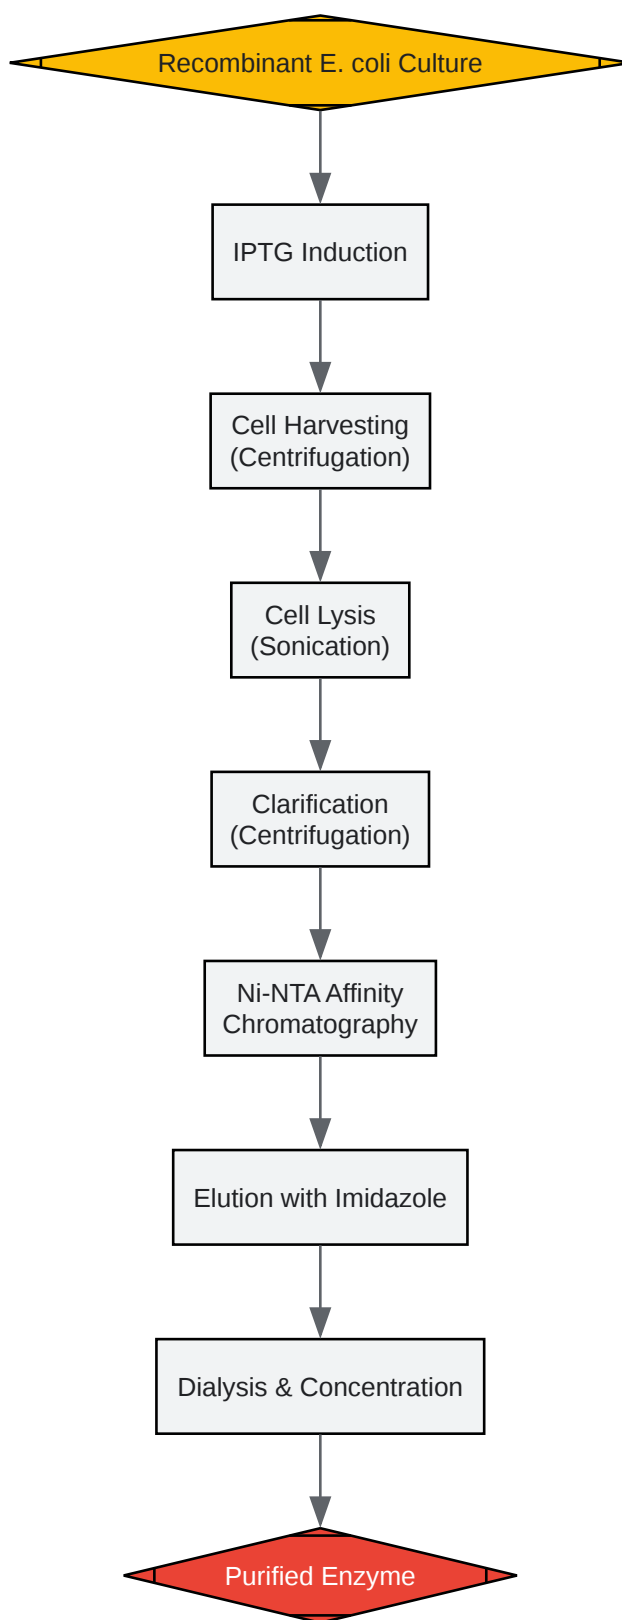 Recombinant E. coli Culture
IPTG Induction
Cell Harvesting
(Centrifugation)
Cell Lysis
(Sonication)
Clarification
(Centrifugation)
Ni-NTA Affinity
Chromatography
Elution with Imidazole
Dialysis & Concentration
Purified Enzyme